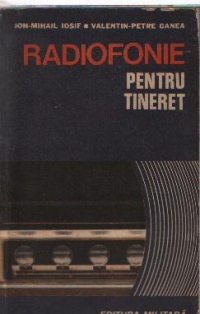 ION-MIHAIL IOSIF ▪ VALENTIN-PETRE GANEA
RADIOFONIE
PENTRU
TINERET
EDITURA MILITARĂ